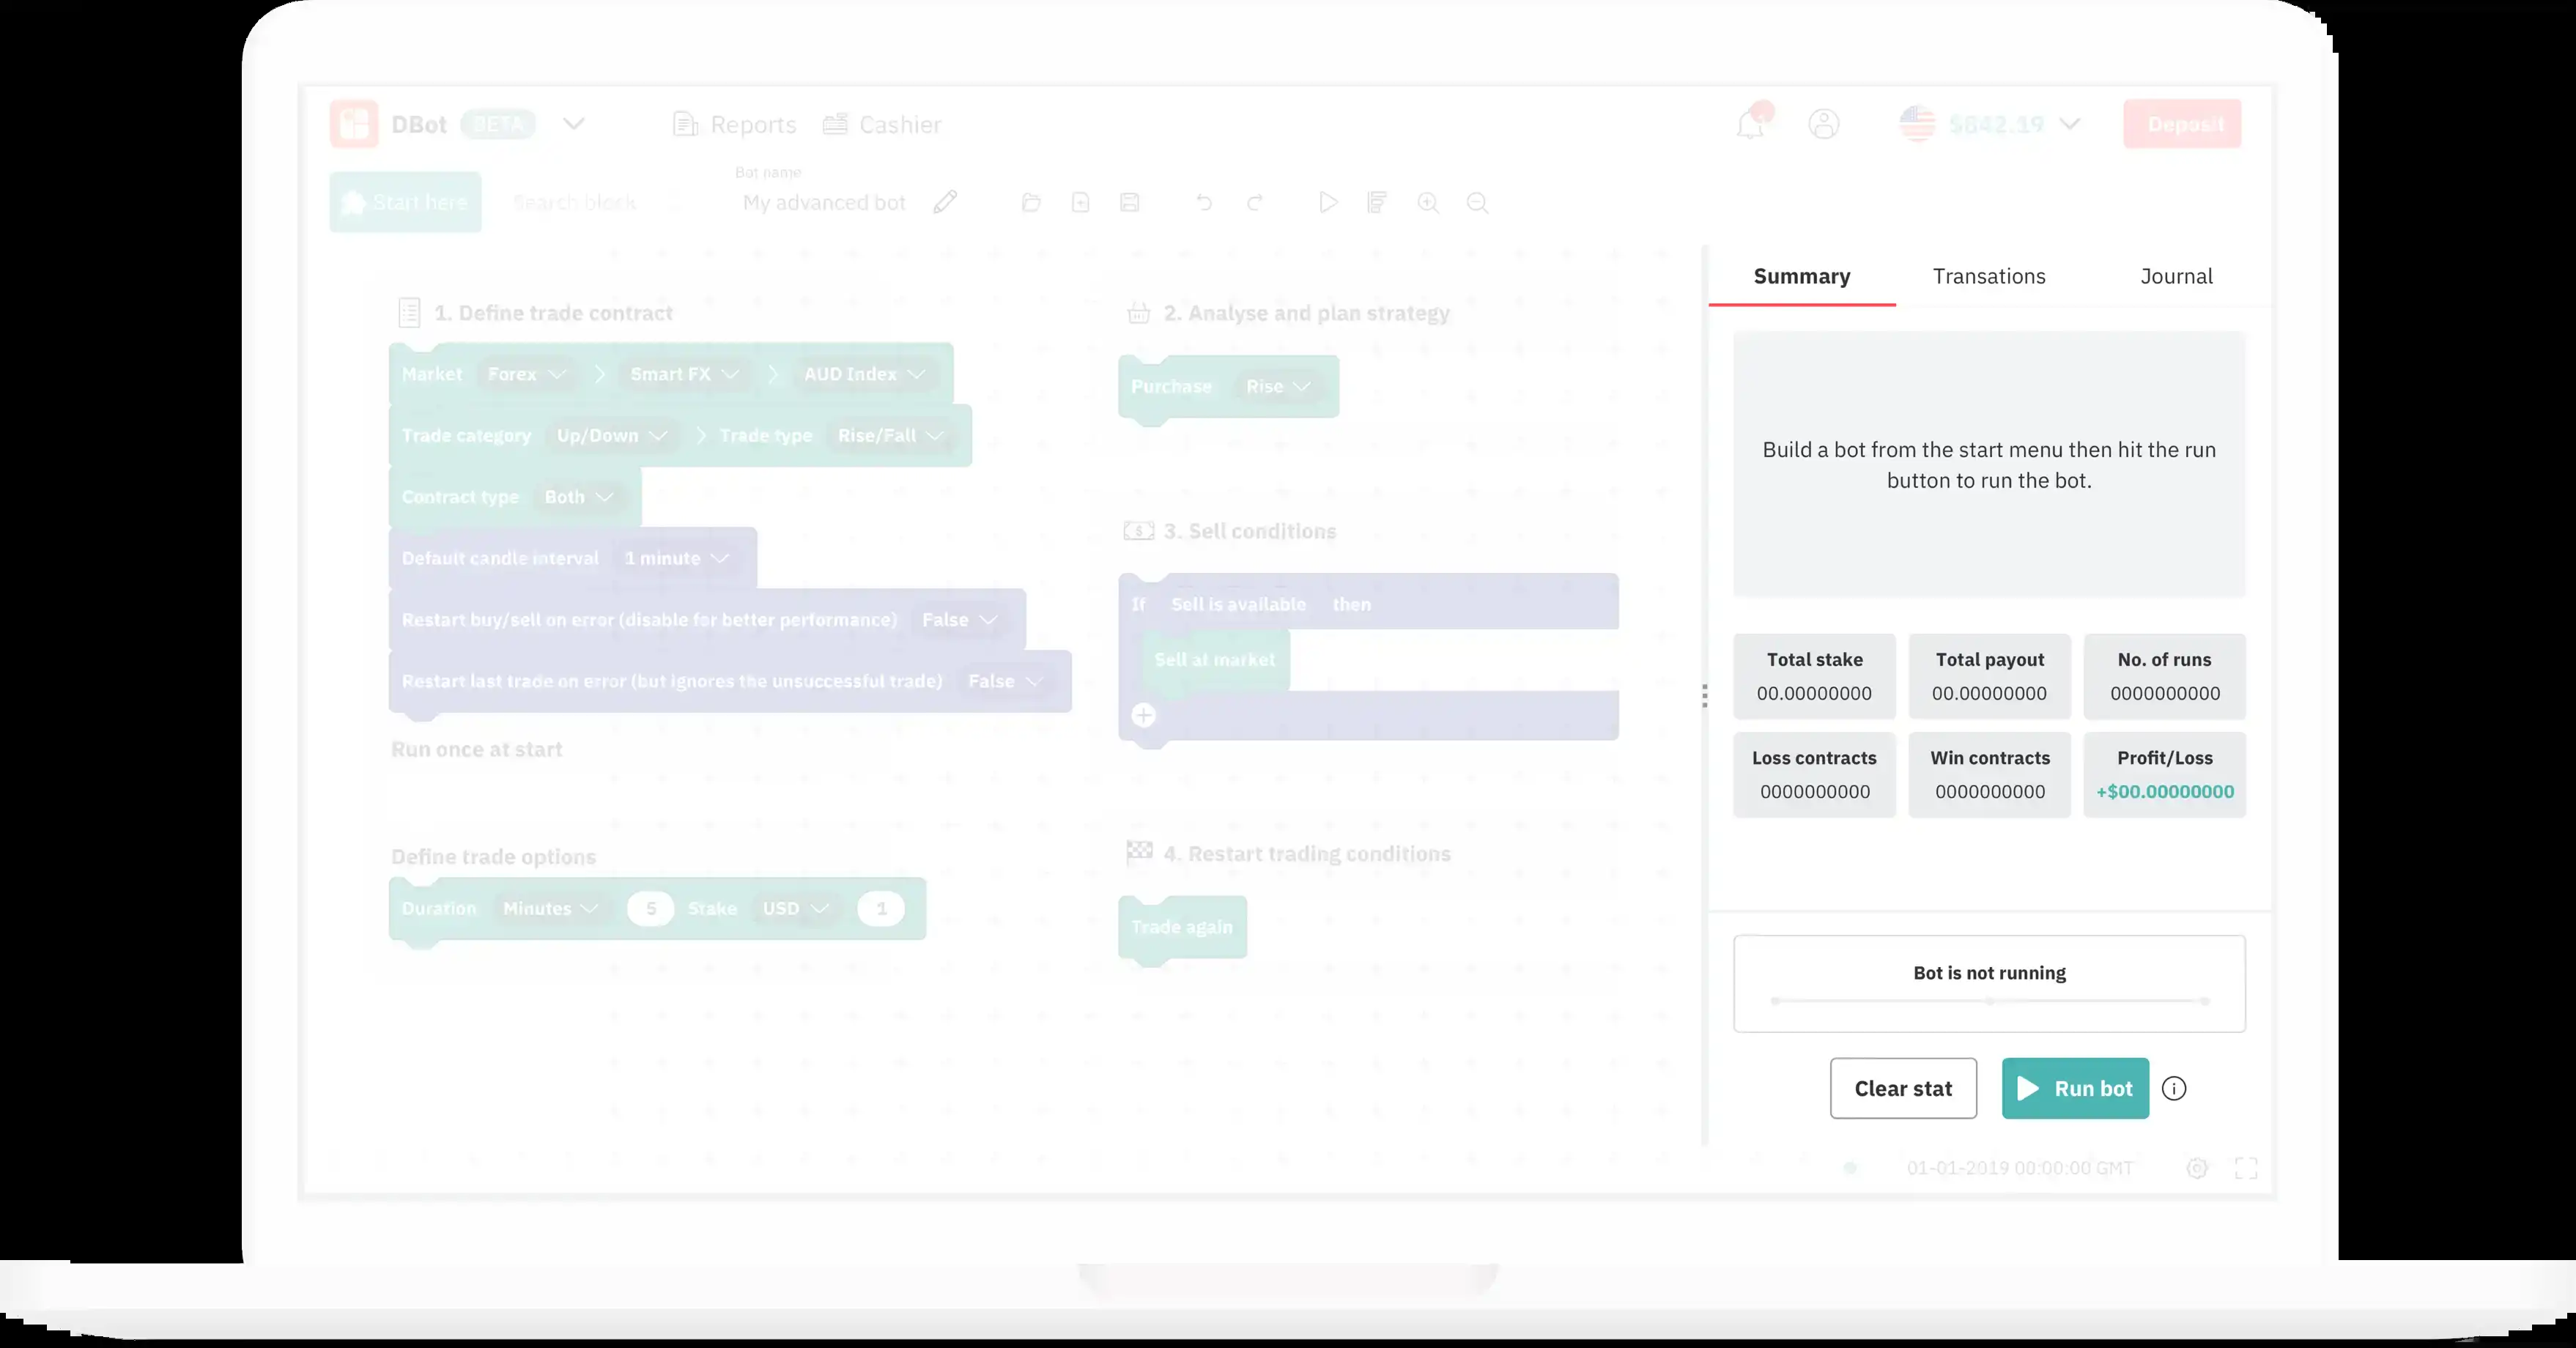 DBot BETA Reports Cashier $842.19 Deposit
Bot name
Start here Search block My advanced bot
Summary Transations Journal
1. Define trade contract
Market Forex Smart FX AUD Index
Trade category Up/Down Trade type Rise/Fall
Contract type Both
Default candle interval 1 minute
Restart buy/sell on error (disable for better performance) False
Restart last trade on error (but ignores the unsuccessful trade) False
Run once at start
Define trade options
Duration Minutes 5 Stake USD 1
2. Analyse and plan strategy
Purchase Rise
3. Sell conditions
If Sell is available then
Sell at market
4. Restart trading conditions
Trade again
Build a bot from the start menu then hit the run
button to run the bot.
Total stake Total payout No. of runs
00.00000000 00.00000000 0000000000
Loss contracts Win contracts Profit/Loss
0000000000 0000000000 +$00.00000000
Bot is not running
Clear stat Run bot
01-01-2019 00:00:00 GMT